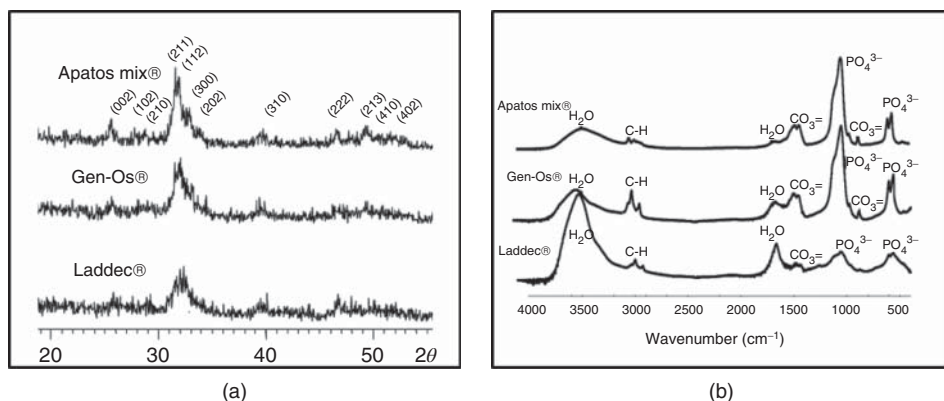 (211)
(112)
Apatos mix®
(300)
(002)
(102)
(210)
(202)
(310)
(222)
(213)
(410)
(402)
Gen-Os®
Laddec®
20 30 40 50 2θ
(a)
PO₄³⁻
Apatos mix®
H₂O
C-H
H₂O
CO₃⁼
CO₃⁼
PO₄³⁻
Gen-Os®
H₂O
C-H
H₂O
CO₃⁼
PO₄³⁻
CO₃⁼
PO₄³⁻
Laddec®
H₂O
C-H
H₂O
CO₃⁼
PO₄³⁻
PO₄³⁻
4000 3500 3000 2500 2000 1500 1000 500
Wavenumber (cm⁻¹)
(b)